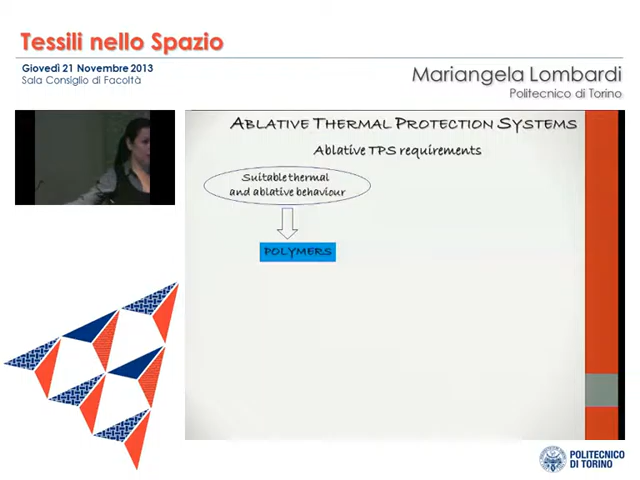 Tessili nello Spazio
Giovedì 21 Novembre 2013
Sala Consiglio di Facoltà
Mariangela Lombardi
Politecnico di Torino
ABLATIVE THERMAL PROTECTION SYSTEMS
Ablative TPS requirements
Suitable thermal
and ablative behaviour
POLYMERS
POLITECNICO
DI TORINO